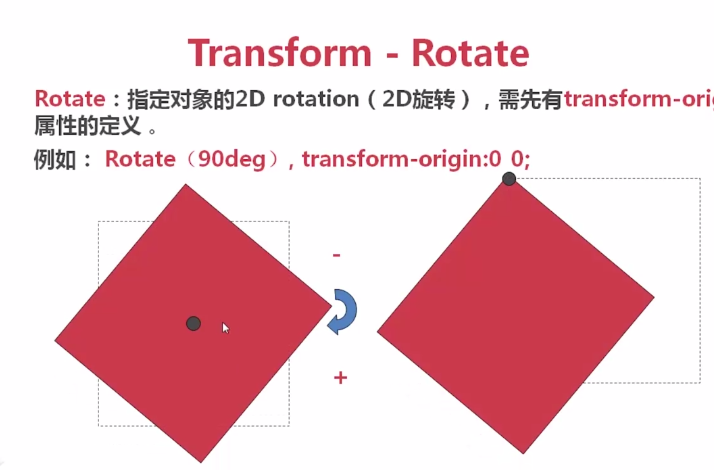 Transform - Rotate
Rotate：指定对象的2D rotation（2D旋转），需先有transform-ori
属性的定义 。
例如： Rotate（90deg）, transform-origin:0 0;
-
+